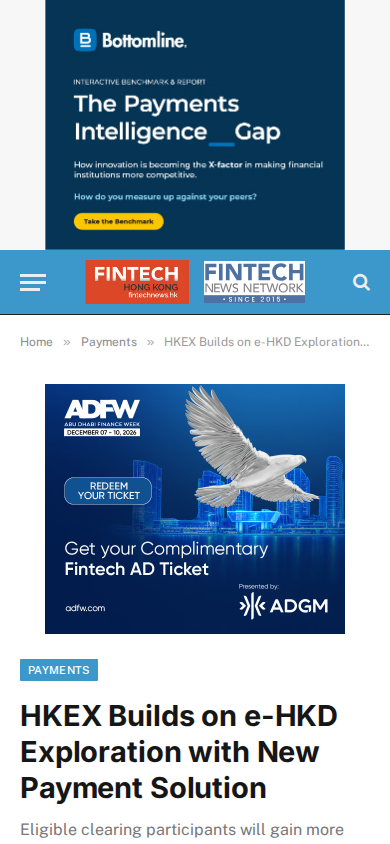 Bottomline.
INTERACTIVE BENCHMARK & REPORT
The Payments
Intelligence__Gap
How innovation is becoming the X-factor in making financial
institutions more competitive.
How do you measure up against your peers?
Take the Benchmark
FINTECH
HONG KONG
fintechnews.hk
FINTECH
NEWS NETWORK
• SINCE 2015 •
Home » Payments » HKEX Builds on e-HKD Exploration...
ADFW
ABU DHABI FINANCE WEEK
DECEMBER 07 – 10, 2026
REDEEM
YOUR TICKET
Get your Complimentary
Fintech AD Ticket
Presented by:
adfw.com
ADGM
PAYMENTS
HKEX Builds on e-HKD
Exploration with New
Payment Solution
Eligible clearing participants will gain more